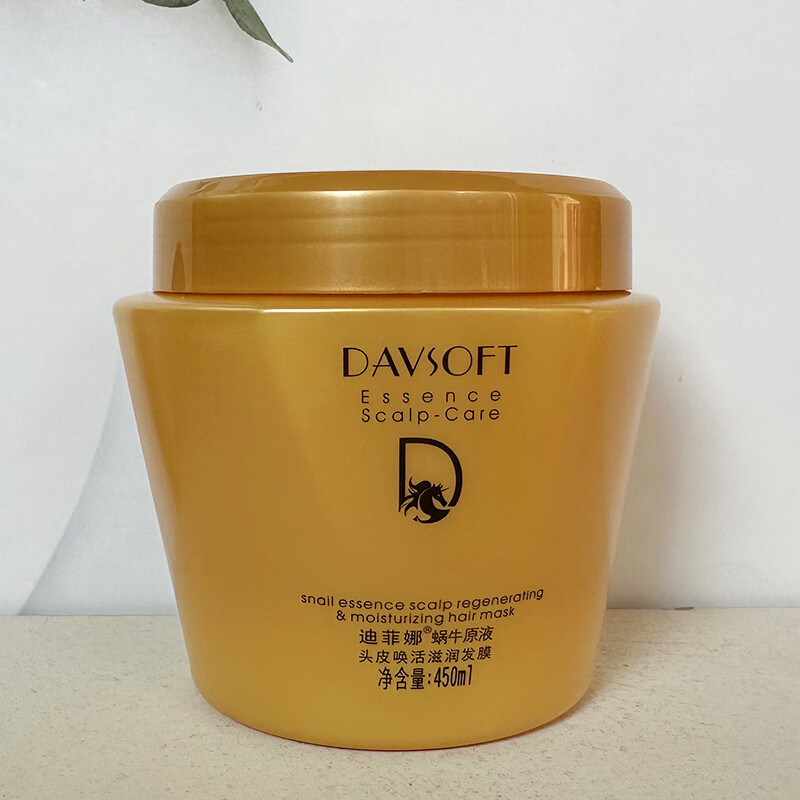 DAVSOFT
Essence
Scalp-Care
D
snail essence scalp regenerating
& moisturizing hair mask
迪菲娜®蜗牛原液
头皮唤活滋润发膜
净含量:450ml